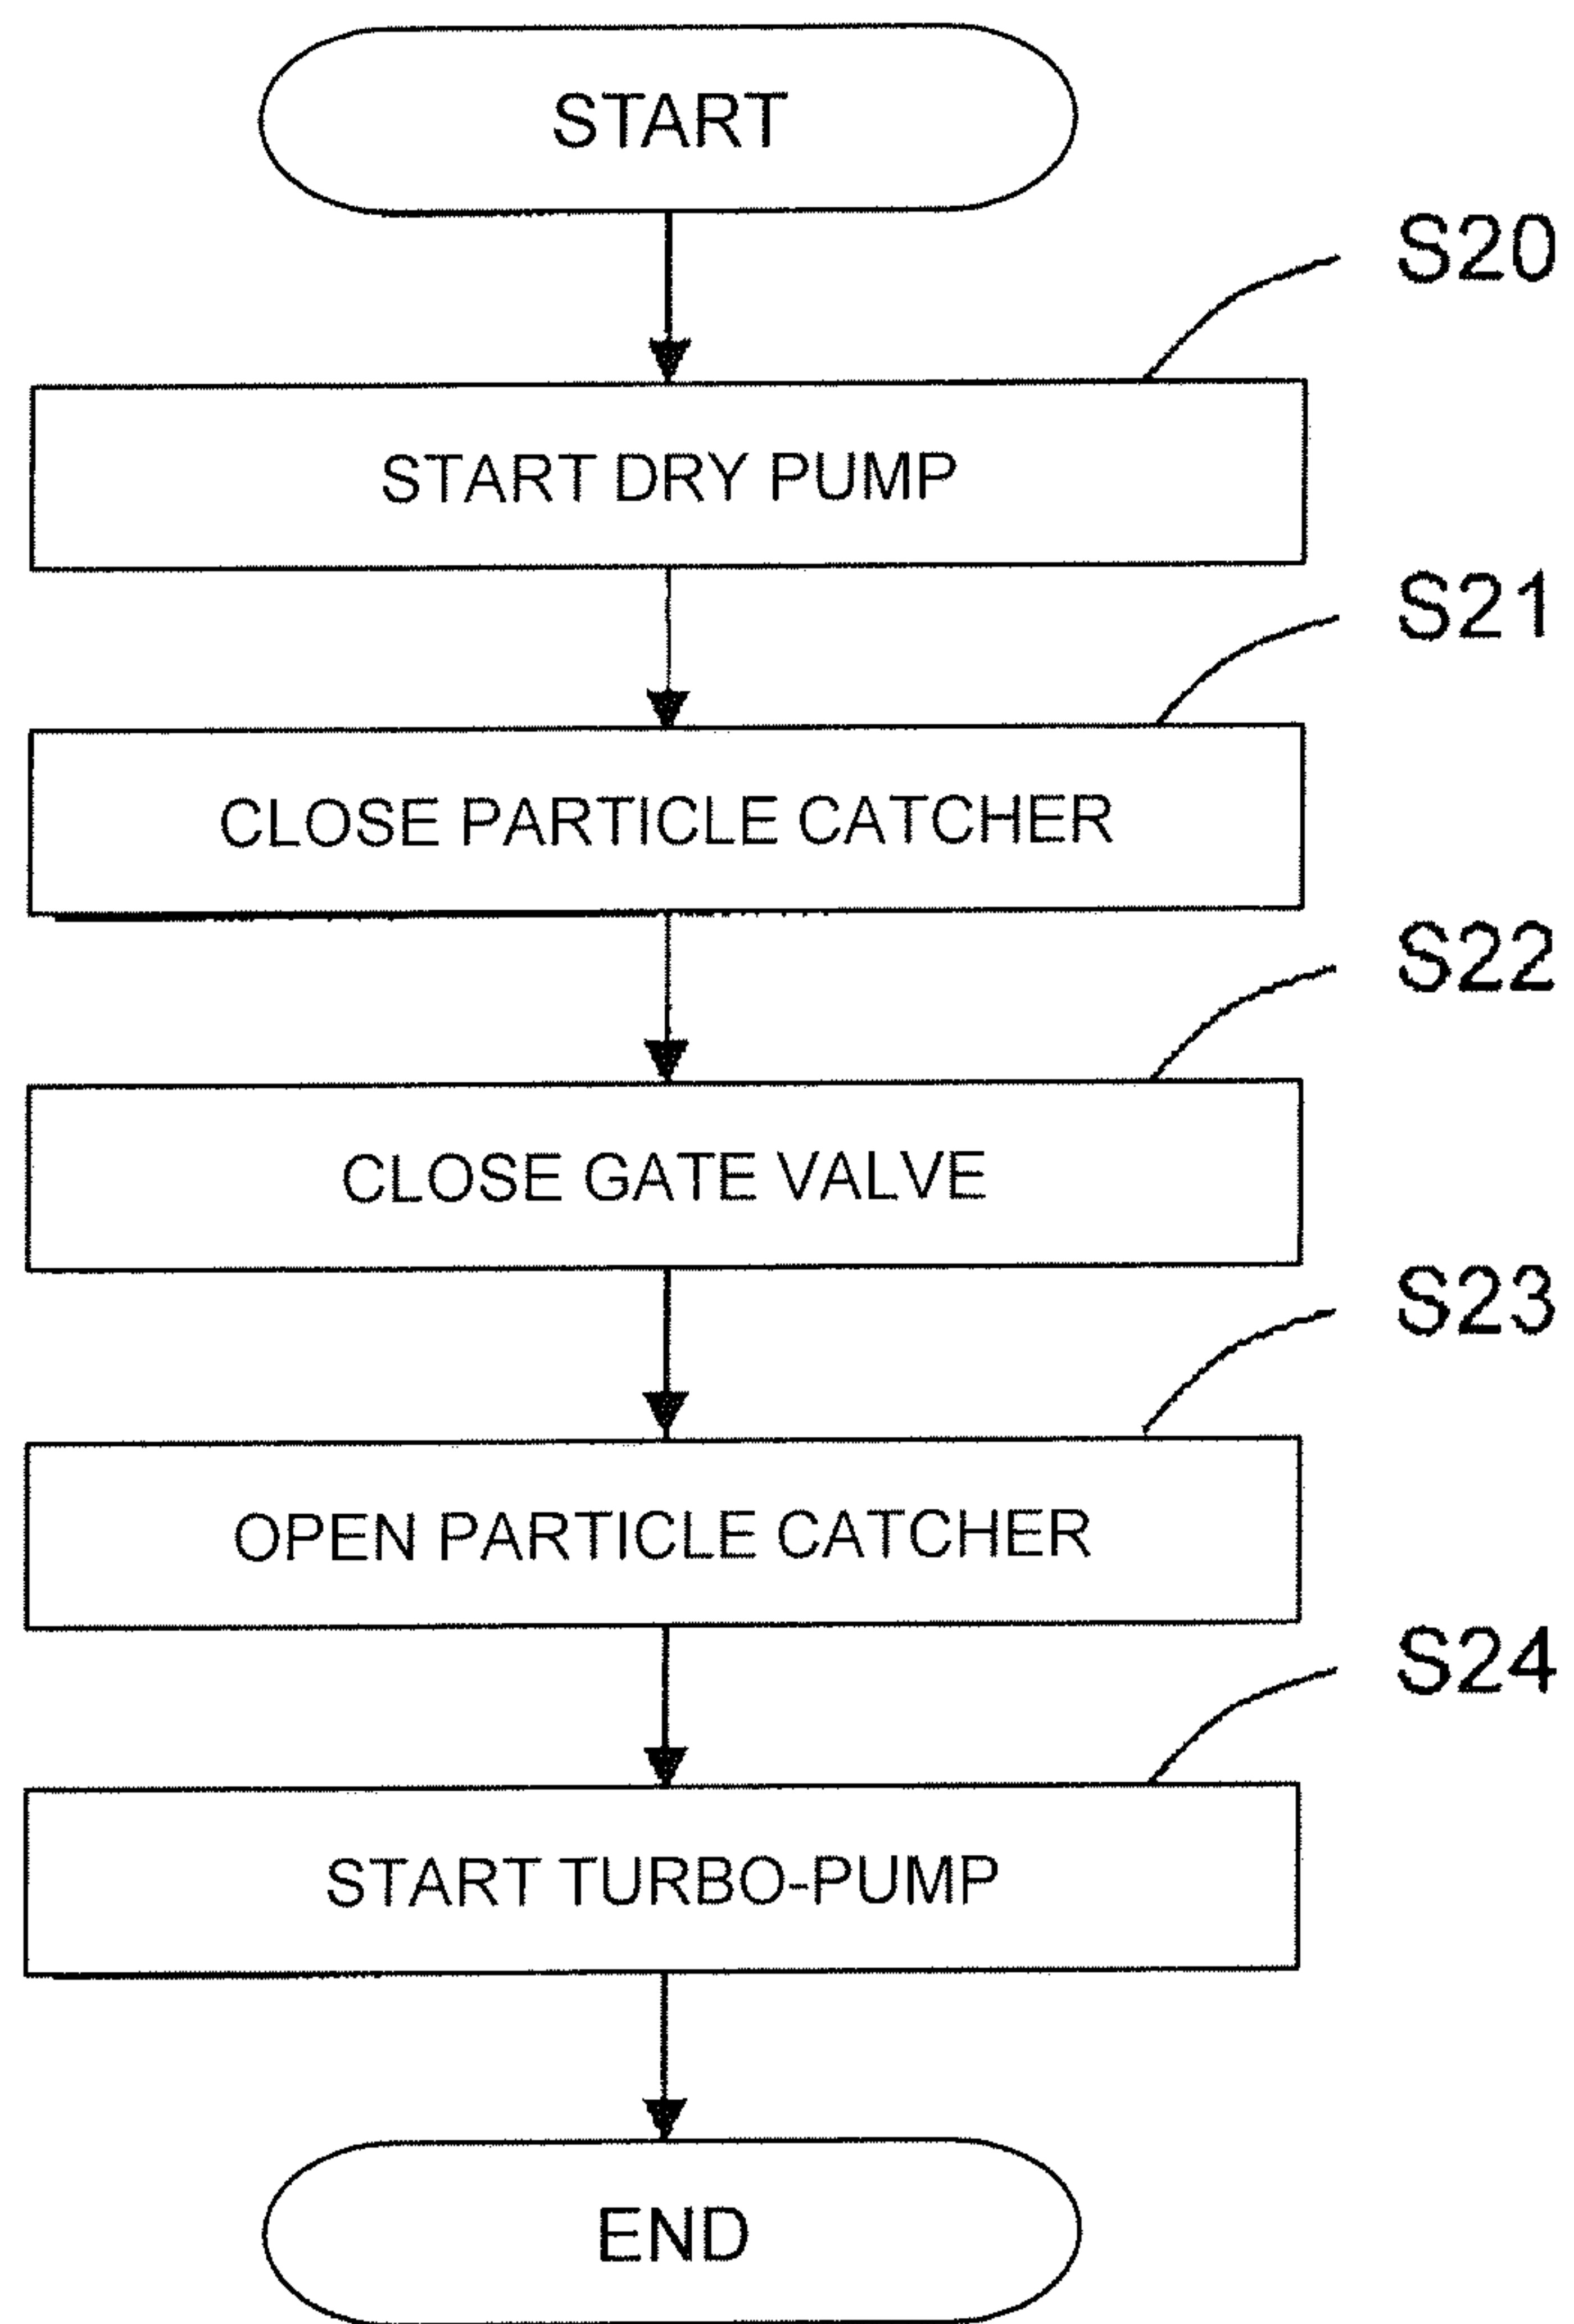 START
S20
START DRY PUMP
S21
CLOSE PARTICLE CATCHER
S22
CLOSE GATE VALVE
S23
OPEN PARTICLE CATCHER
S24
START TURBO-PUMP
END